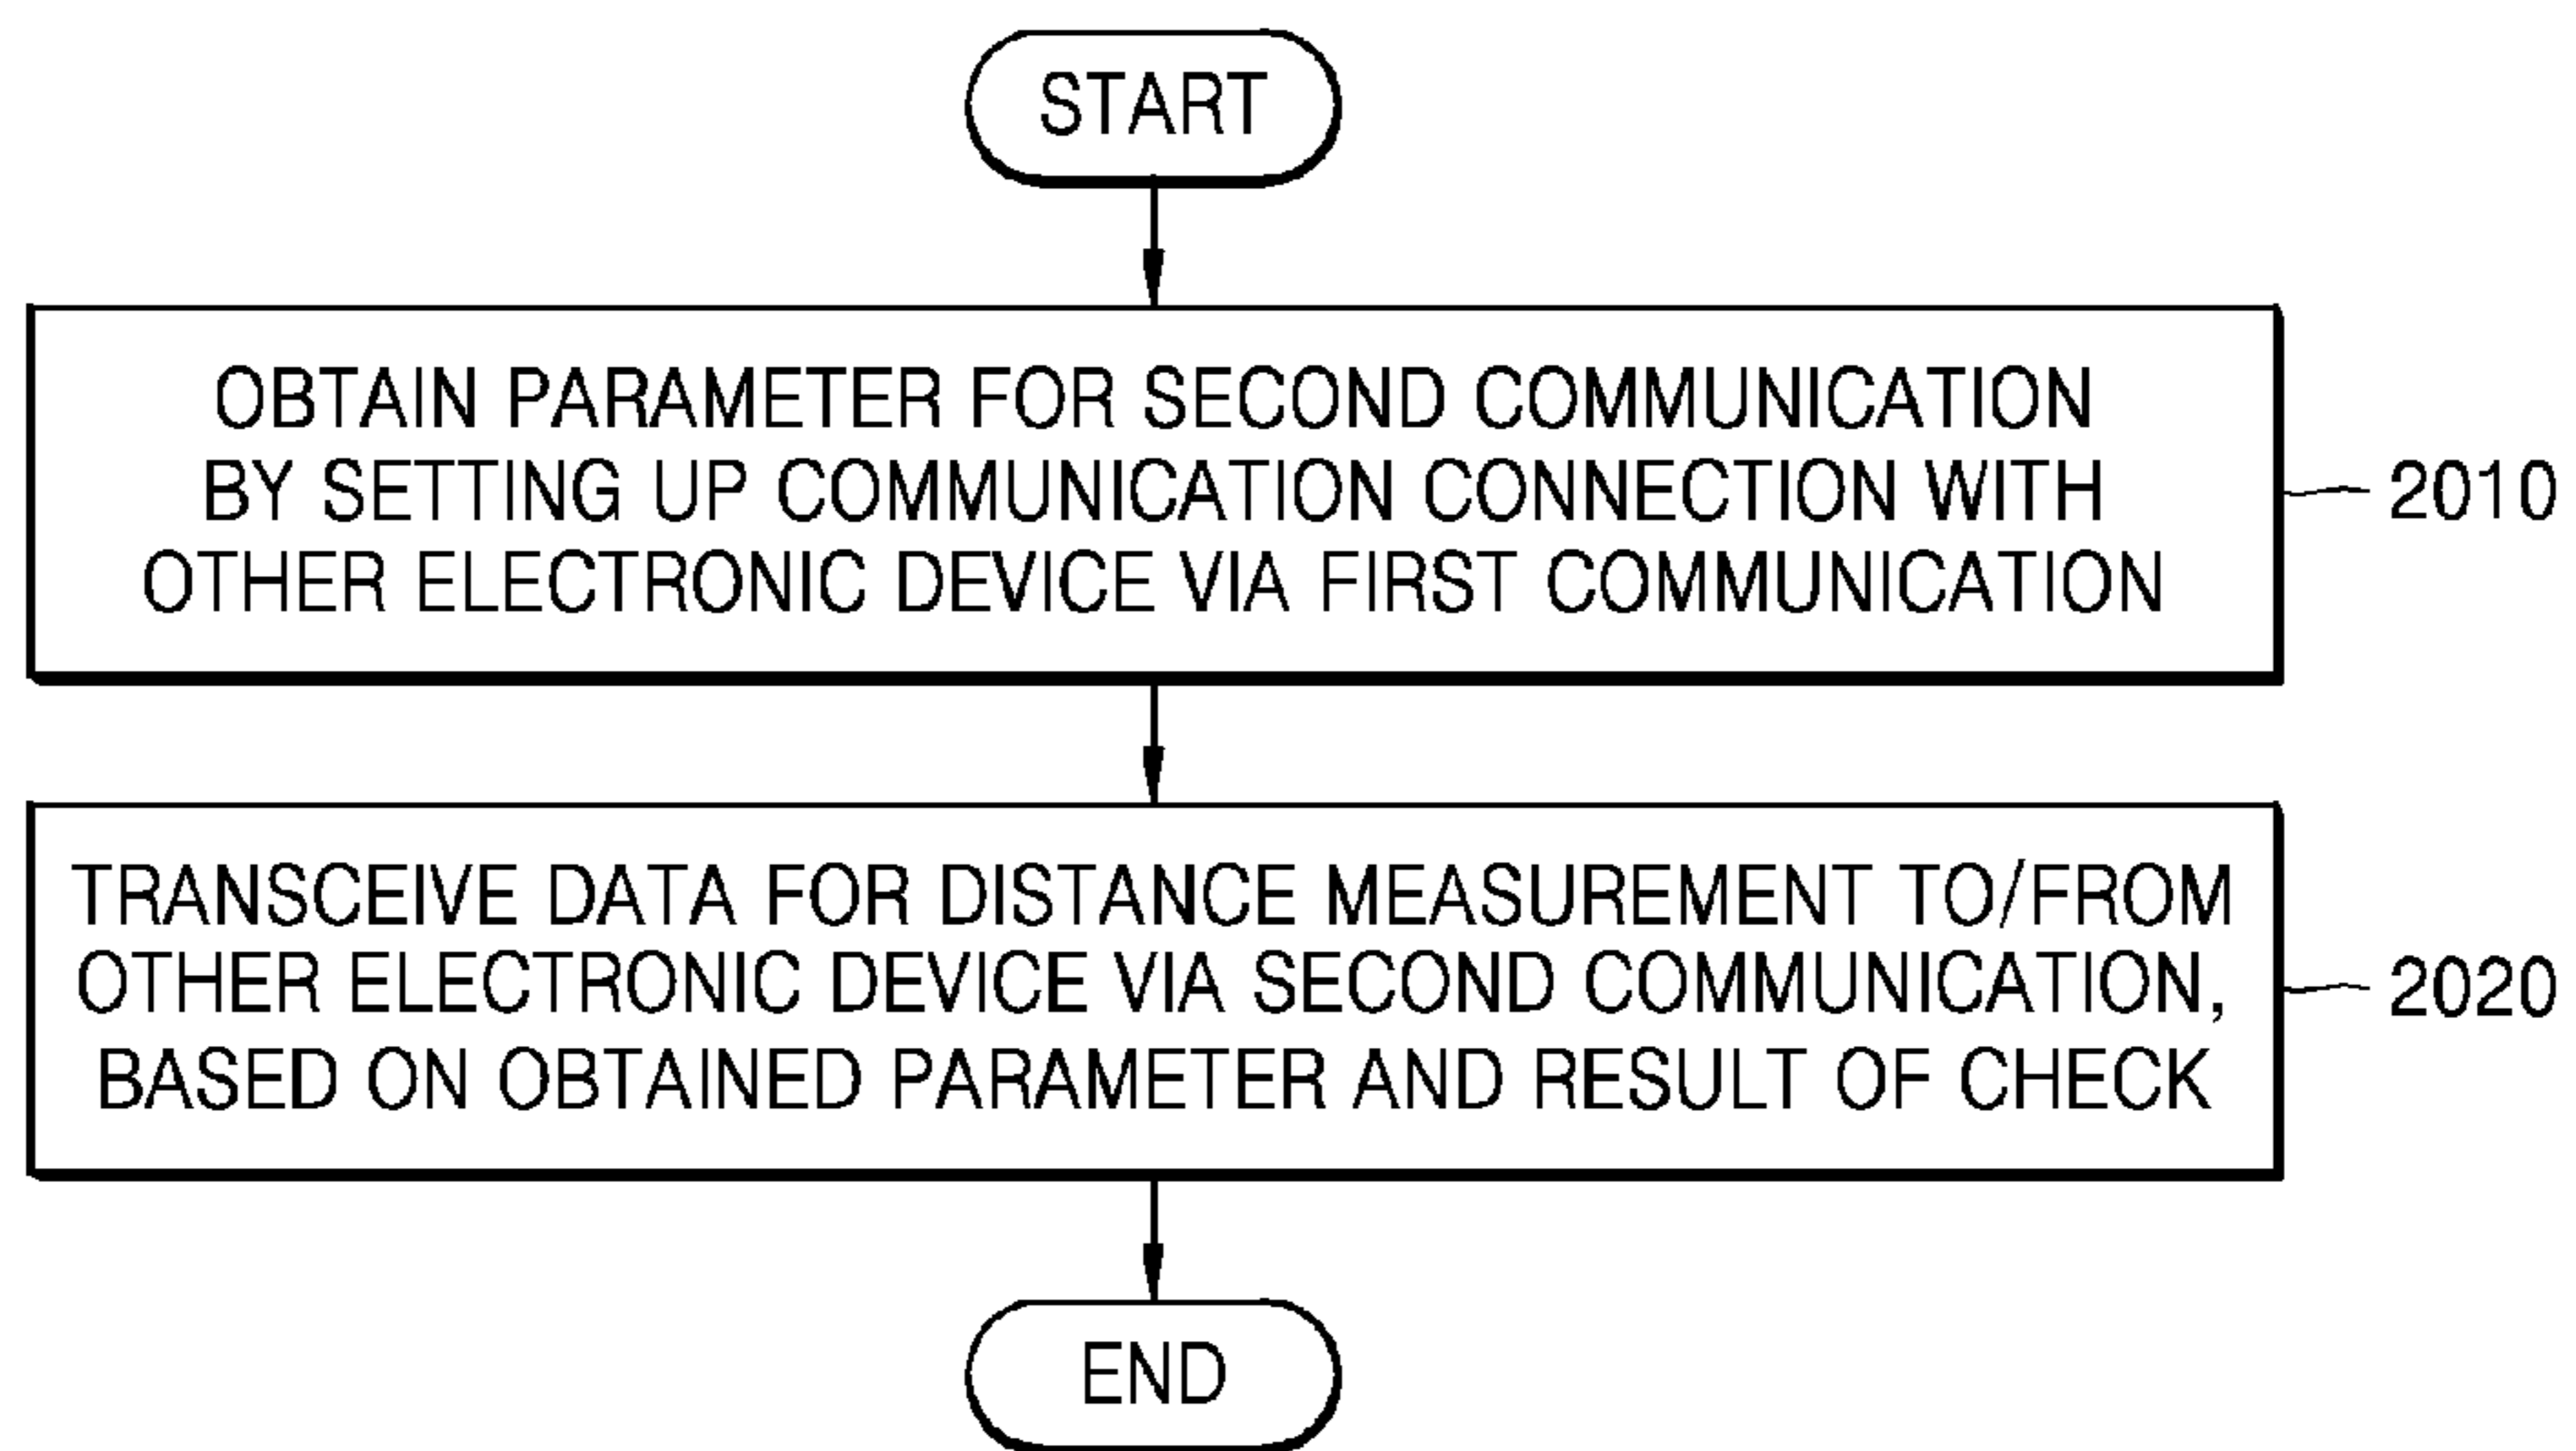 START
OBTAIN PARAMETER FOR SECOND COMMUNICATION
BY SETTING UP COMMUNICATION CONNECTION WITH
OTHER ELECTRONIC DEVICE VIA FIRST COMMUNICATION
2010
TRANSCEIVE DATA FOR DISTANCE MEASUREMENT TO/FROM
OTHER ELECTRONIC DEVICE VIA SECOND COMMUNICATION,
BASED ON OBTAINED PARAMETER AND RESULT OF CHECK
2020
END